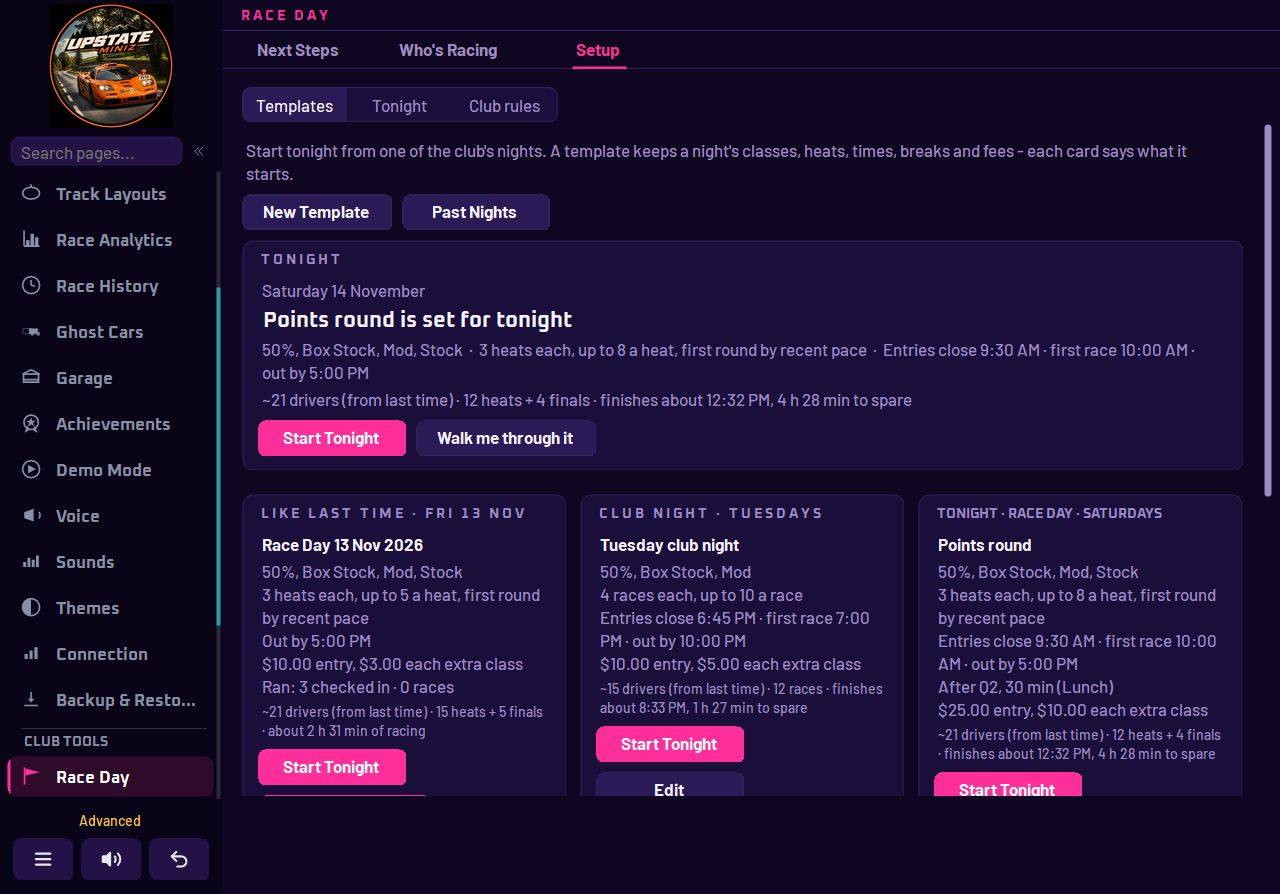 UPSTATE
MINIZ
Search pages...
«
Track Layouts
Race Analytics
Race History
Ghost Cars
Garage
Achievements
Demo Mode
Voice
Sounds
Themes
Connection
Backup & Resto...
CLUB TOOLS
Race Day
Advanced
RACE DAY
Next Steps
Who's Racing
Setup
Templates
Tonight
Club rules
Start tonight from one of the club's nights. A template keeps a night's classes, heats, times, breaks and fees - each card says what it
starts.
New Template
Past Nights
TONIGHT
Saturday 14 November
Points round is set for tonight
50%, Box Stock, Mod, Stock · 3 heats each, up to 8 a heat, first round by recent pace · Entries close 9:30 AM · first race 10:00 AM ·
out by 5:00 PM
~21 drivers (from last time) · 12 heats + 4 finals · finishes about 12:32 PM, 4 h 28 min to spare
Start Tonight
Walk me through it
LIKE LAST TIME · FRI 13 NOV
Race Day 13 Nov 2026
50%, Box Stock, Mod, Stock
3 heats each, up to 5 a heat, first round
by recent pace
Out by 5:00 PM
$10.00 entry, $3.00 each extra class
Ran: 3 checked in · 0 races
~21 drivers (from last time) · 15 heats + 5 finals
· about 2 h 31 min of racing
Start Tonight
CLUB NIGHT · TUESDAYS
Tuesday club night
50%, Box Stock, Mod
4 races each, up to 10 a race
Entries close 6:45 PM · first race 7:00
PM · out by 10:00 PM
$10.00 entry, $5.00 each extra class
~15 drivers (from last time) · 12 races · finishes
about 8:33 PM, 1 h 27 min to spare
Start Tonight
Edit
TONIGHT · RACE DAY · SATURDAYS
Points round
50%, Box Stock, Mod, Stock
3 heats each, up to 8 a heat, first round
by recent pace
Entries close 9:30 AM · first race 10:00
AM · out by 5:00 PM
After Q2, 30 min (Lunch)
$25.00 entry, $10.00 each extra class
~21 drivers (from last time) · 12 heats + 4 finals
· finishes about 12:32 PM, 4 h 28 min to spare
Start Tonight